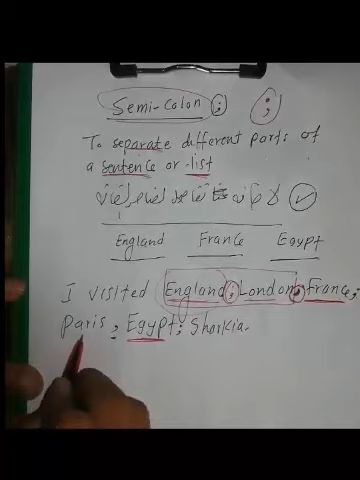 Semi-Colon ; ;
To separate different parts of
a sentence or list
England France Egypt
I visited England; London; France;
Paris; Egypt; Sharkia.